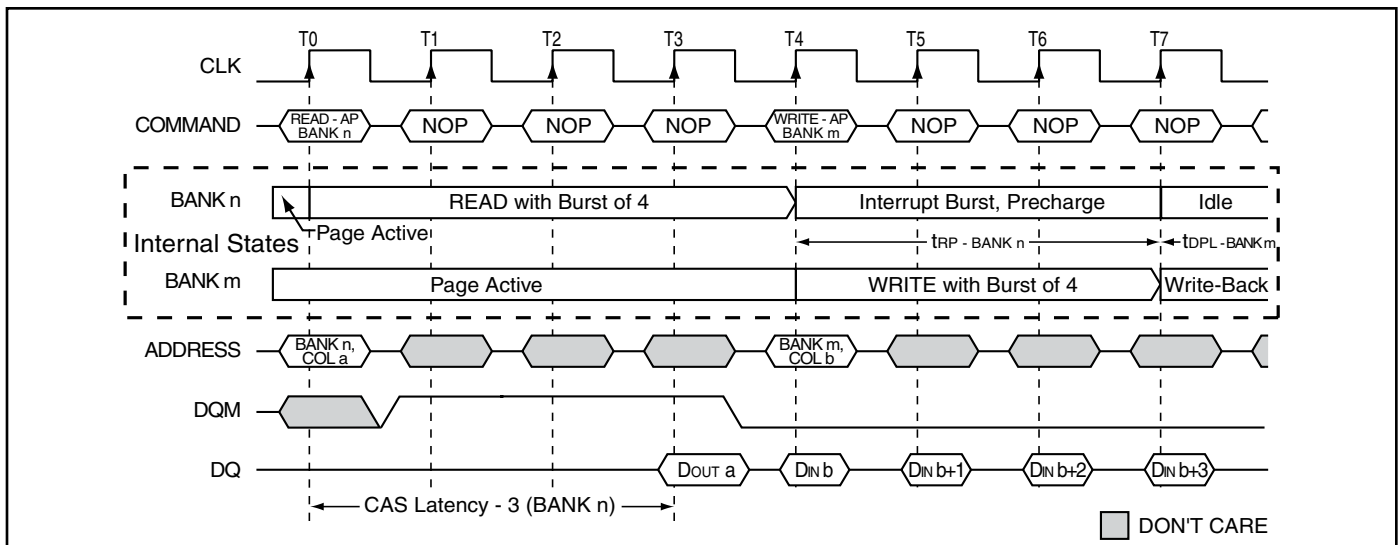 T0 T1 T2 T3 T4 T5 T6 T7
CLK
COMMAND READ - AP BANK n NOP NOP NOP WRITE - AP BANK m NOP NOP NOP
BANK n READ with Burst of 4 Interrupt Burst, Precharge Idle
Internal States Page Active tRP - BANK n tDPL - BANK m
BANK m Page Active WRITE with Burst of 4 Write-Back
ADDRESS BANK n, COL a BANK m, COL b
DQM
DQ DOUT a DIN b DIN b+1 DIN b+2 DIN b+3
CAS Latency - 3 (BANK n)
DON'T CARE